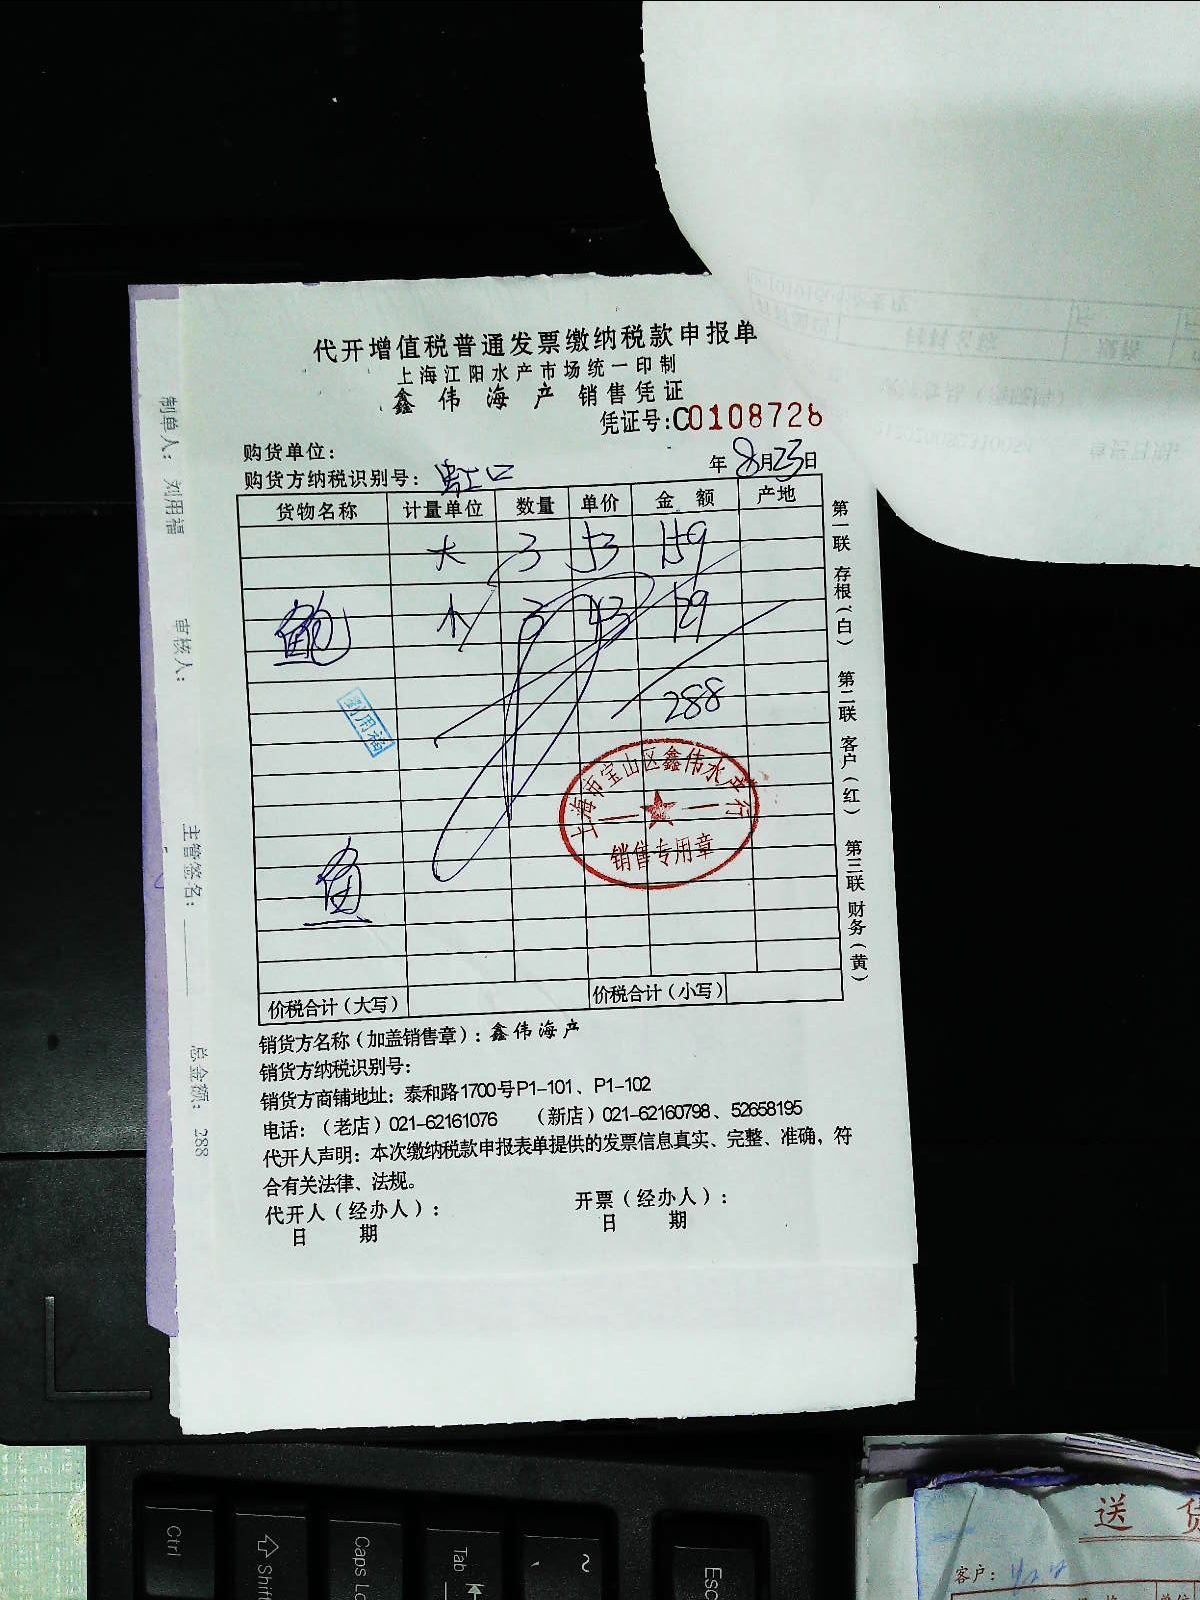 代开增值税普通发票缴纳税款申报单
上海江阳水产市场统一印制
鑫伟海产 销售凭证
凭证号:C0108728
购货单位:
年8月23日
购货方纳税识别号: 虹口
货物名称 计量单位 数量 单价 金额 产地
大 3 53 159
鲍 小 3 43 129
288
劉用福
上海市宝山区鑫伟水产行
销售专用章
鱼
价税合计(大写) 价税合计(小写)
销货方名称(加盖销售章): 鑫伟海产
销货方纳税识别号:
销货方商铺地址: 泰和路1700号P1-101、P1-102
电话:(老店)021-62161076 (新店)021-62160798、52658195
代开人声明:本次缴纳税款申报表单提供的发票信息真实、完整、准确,符
合有关法律、法规。
代开人(经办人): 开票(经办人):
日 期 日 期
第一联 存根(白) 第二联 客户(红) 第三联 财务(黄)
制单人: 刘用福 审核人: 主管签名: 总金额: 288
Ctrl
Shift
Caps Lo
Tab
~
Esc
送 货
客户: